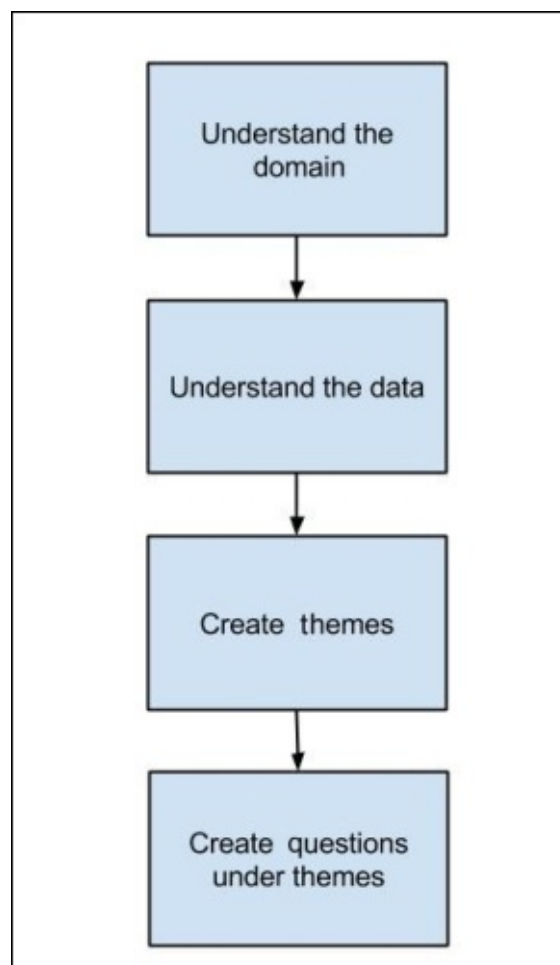 Understand the
domain
Understand the data
Create themes
Create questions
under themes